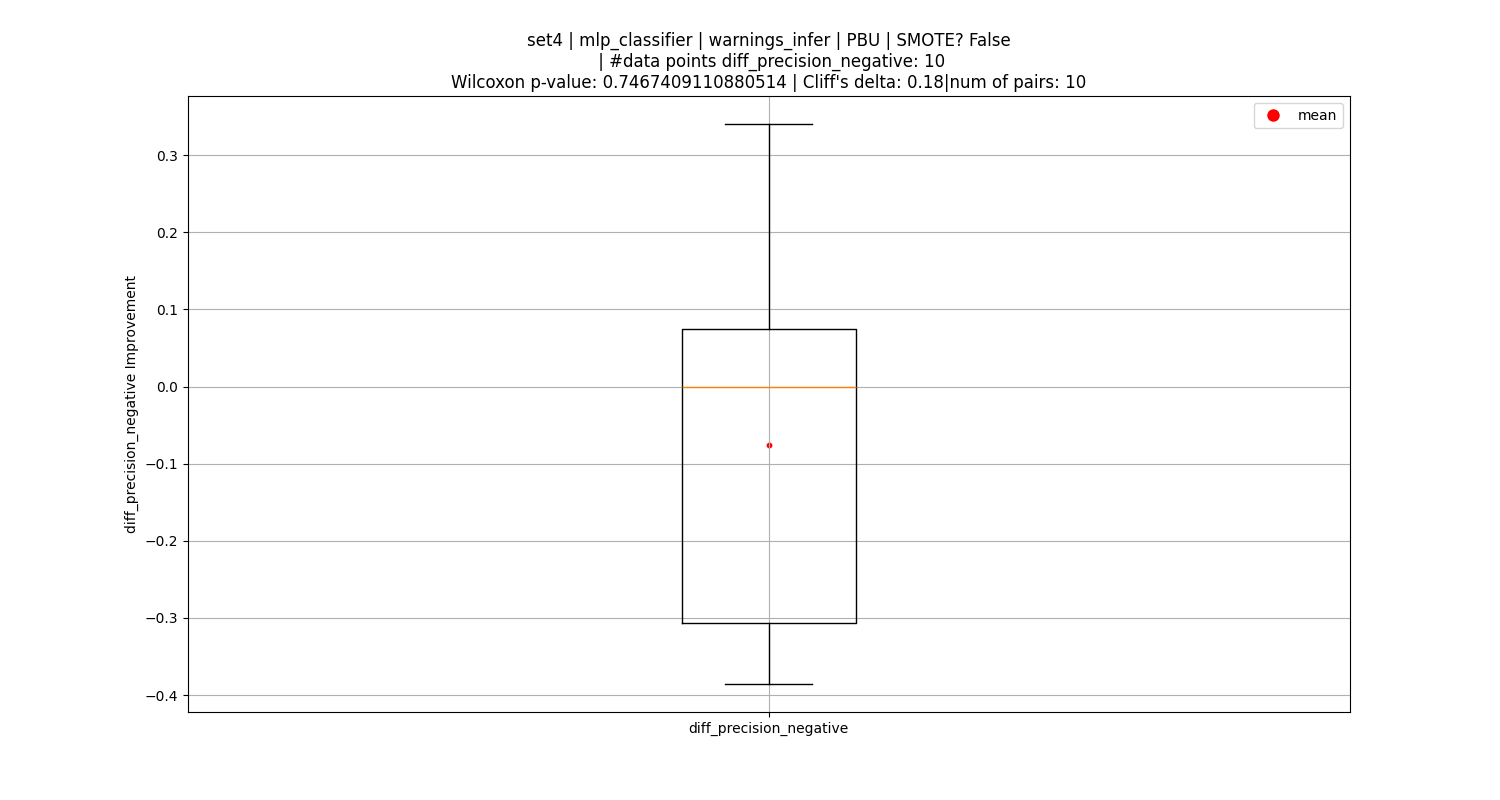 set4 | mlp_classifier | warnings_infer | PBU | SMOTE? False
| #data points diff_precision_negative: 10
Wilcoxon p-value: 0.7467409110880514 | Cliff's delta: 0.18|num of pairs: 10
mean
0.3
0.2
0.1
0.0
−0.1
−0.2
−0.3
−0.4
diff_precision_negative Improvement
diff_precision_negative